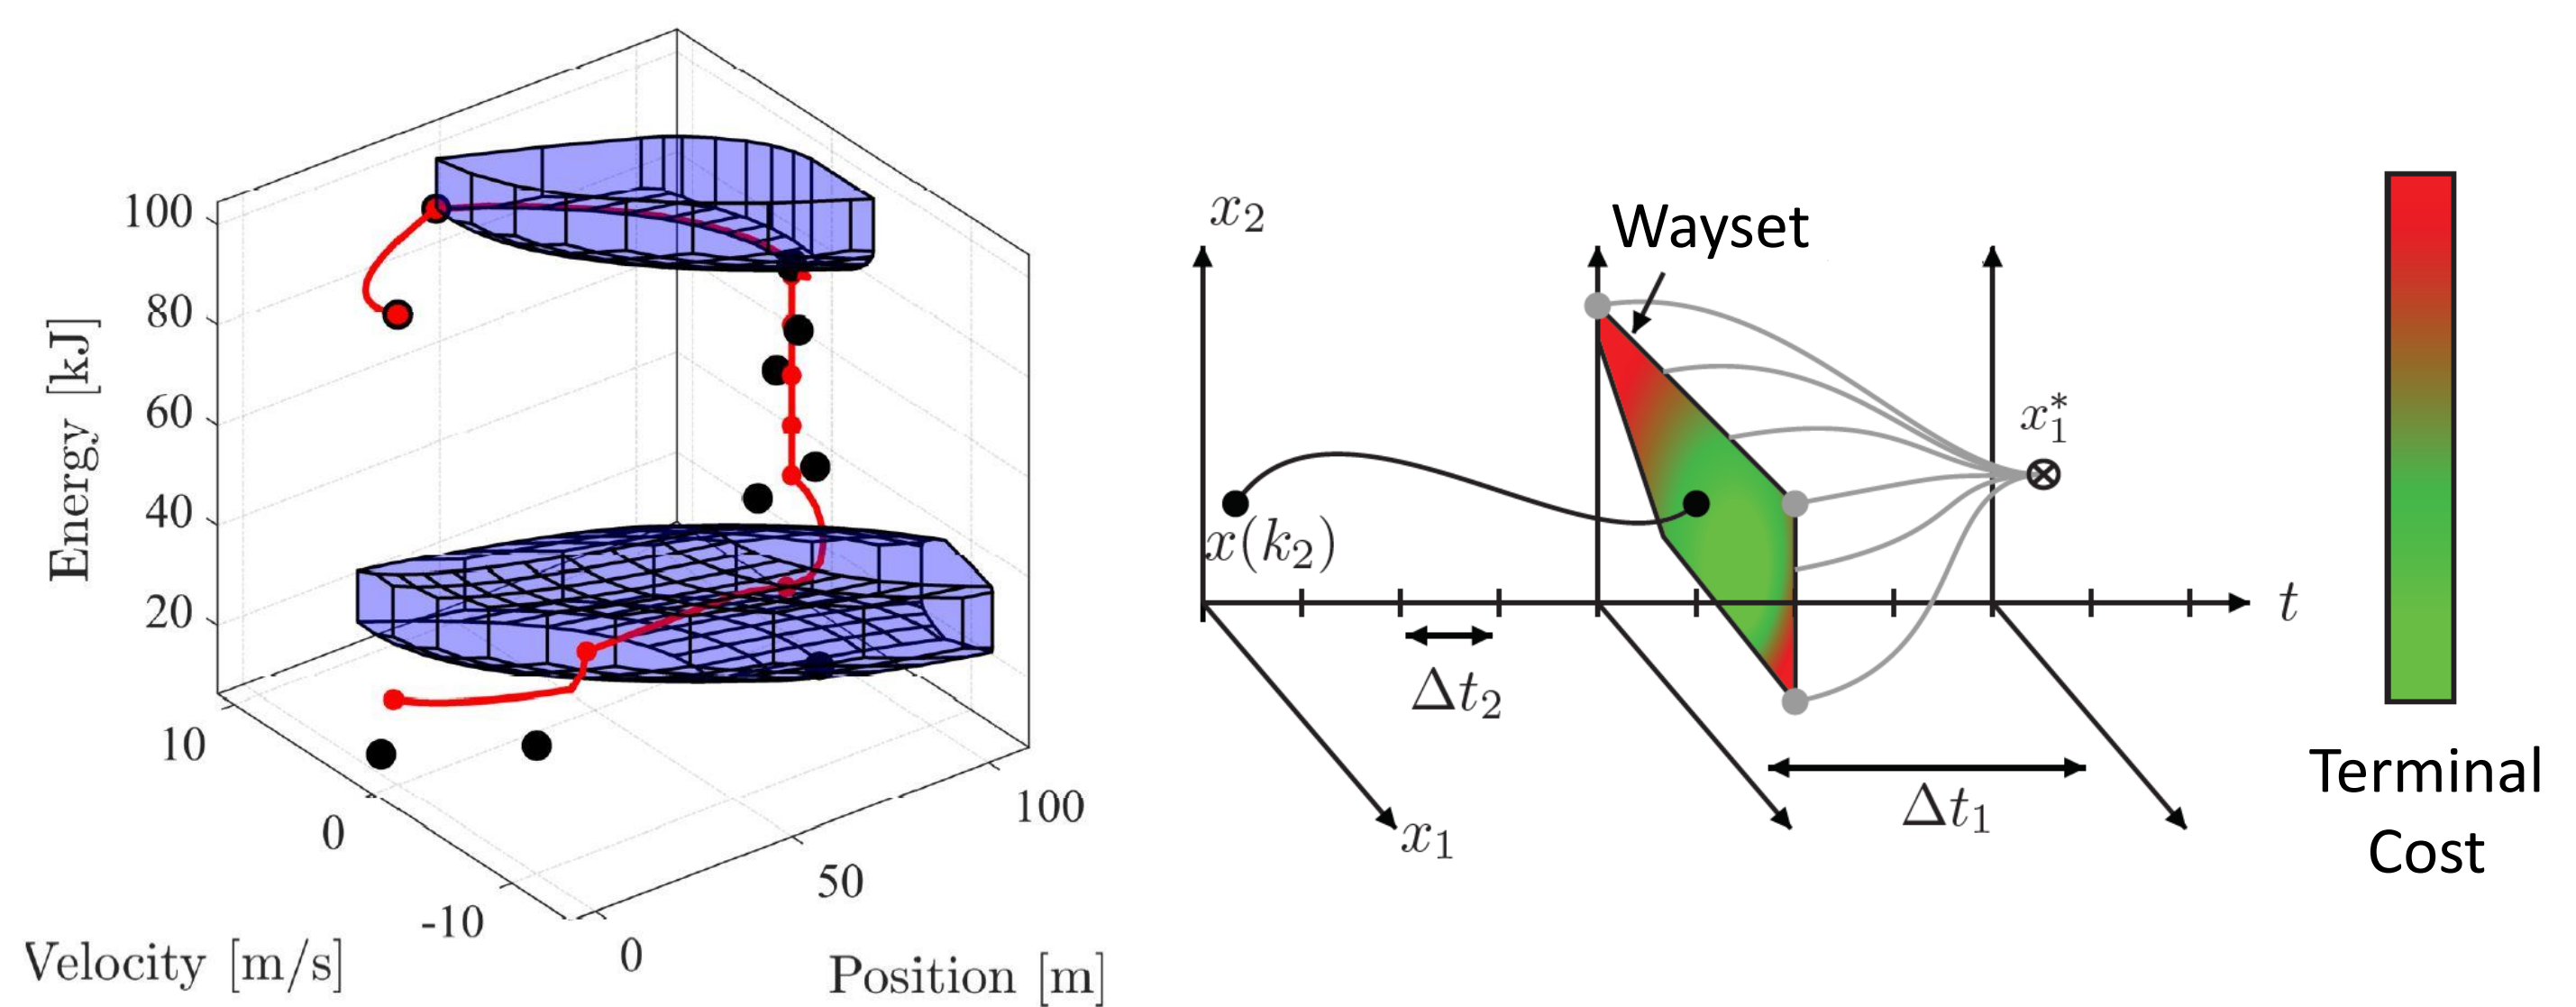 100
80
60
40
20
Energy [kJ]
10
0
-10
Velocity [m/s]
0
50
100
Position [m]
x₂
Wayset
x₁*
x(k₂)
t
Δt₂
Δt₁
x₁
Terminal
Cost